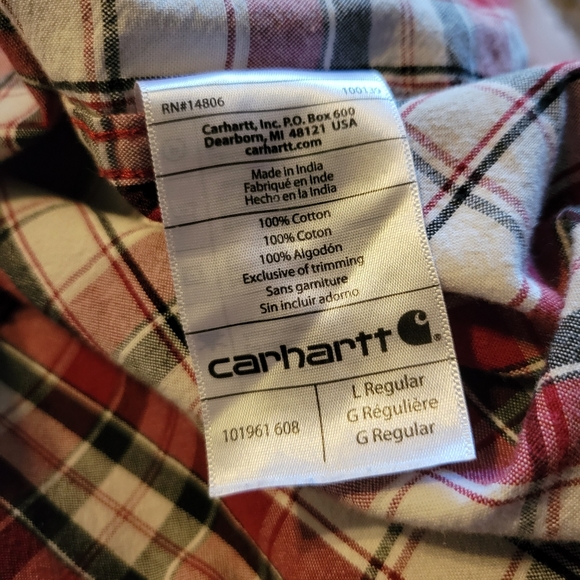 RN#14806
Carhartt, Inc. P.O. Box 600
Dearborn, MI 48121 USA
carhartt.com
Made in India
Fabriqué en Inde
Hecho en la India
100% Cotton
100% Coton
100% Algodón
Exclusive of trimming
Sans garniture
Sin incluir adorno
carhartt
101961 608
L Regular
G Régulière
G Regular